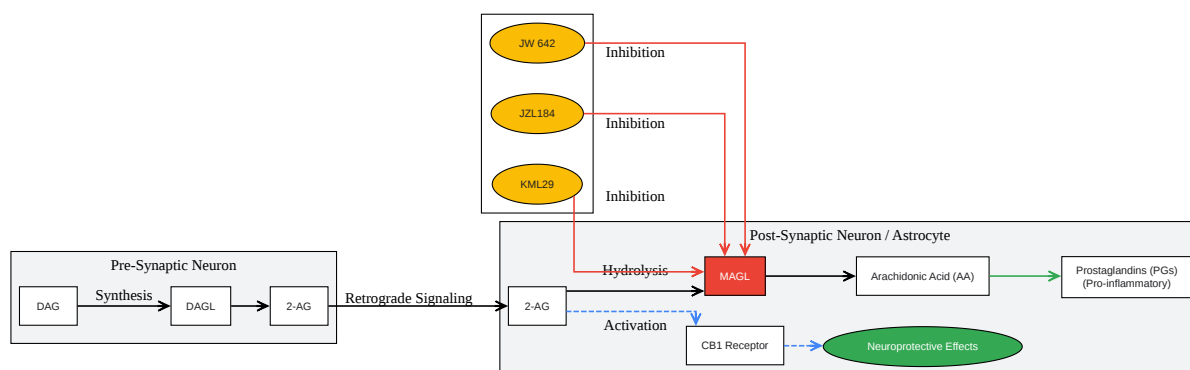 JW 642
Inhibition
JZL184
Inhibition
KML29
Inhibition
Post-Synaptic Neuron / Astrocyte
Pre-Synaptic Neuron
Hydrolysis
MAGL
Arachidonic Acid (AA)
Prostaglandins (PGs)
(Pro-inflammatory)
DAG
Synthesis
DAGL
2-AG
Retrograde Signaling
2-AG
Activation
CB1 Receptor
Neuroprotective Effects